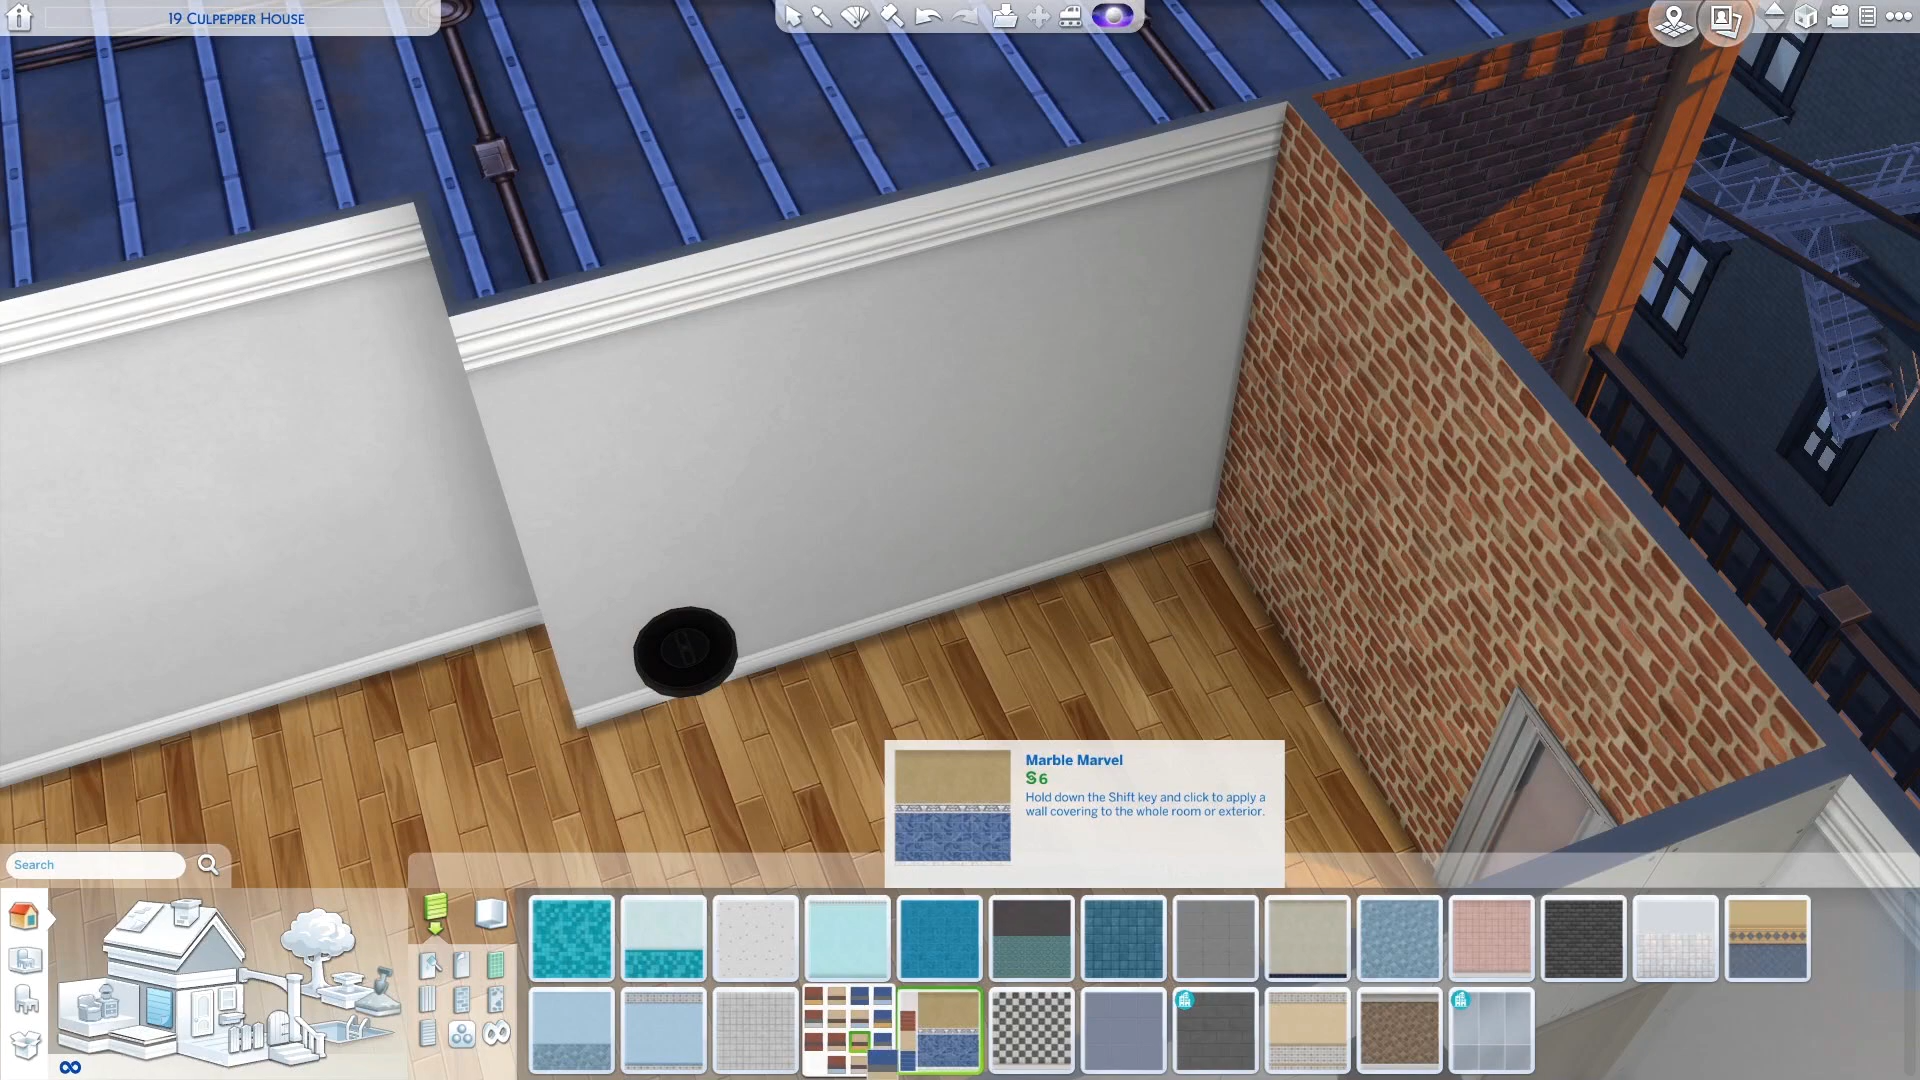 19 Culpepper House
Marble Marvel
§6
Hold down the Shift key and click to apply a
wall covering to the whole room or exterior.
Search